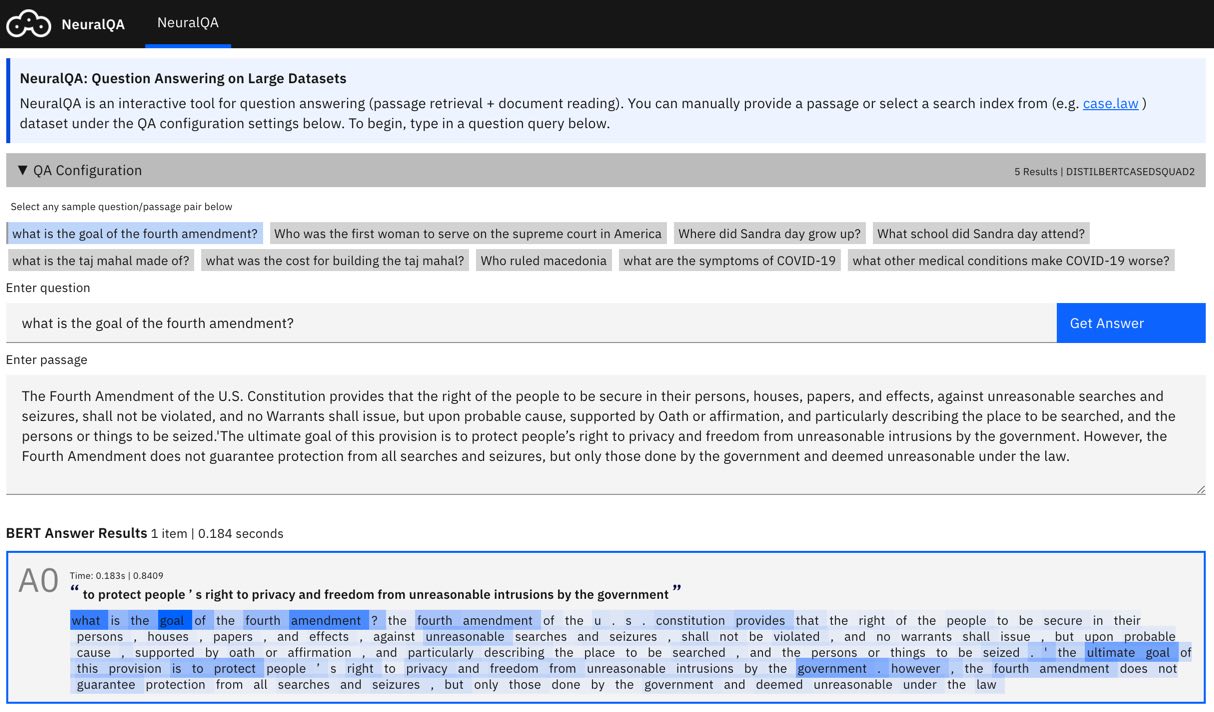 NeuralQA NeuralQA
NeuralQA: Question Answering on Large Datasets
NeuralQA is an interactive tool for question answering (passage retrieval + document reading). You can manually provide a passage or select a search index from (e.g. case.law )
dataset under the QA configuration settings below. To begin, type in a question query below.
▼ QA Configuration 5 Results | DISTILBERTCASEDSQUAD2
Select any sample question/passage pair below
what is the goal of the fourth amendment? Who was the first woman to serve on the supreme court in America Where did Sandra day grow up? What school did Sandra day attend?
what is the taj mahal made of? what was the cost for building the taj mahal? Who ruled macedonia what are the symptoms of COVID-19 what other medical conditions make COVID-19 worse?
Enter question
what is the goal of the fourth amendment? Get Answer
Enter passage
The Fourth Amendment of the U.S. Constitution provides that the right of the people to be secure in their persons, houses, papers, and effects, against unreasonable searches and
seizures, shall not be violated, and no Warrants shall issue, but upon probable cause, supported by Oath or affirmation, and particularly describing the place to be searched, and the
persons or things to be seized.'The ultimate goal of this provision is to protect people’s right to privacy and freedom from unreasonable intrusions by the government. However, the
Fourth Amendment does not guarantee protection from all searches and seizures, but only those done by the government and deemed unreasonable under the law.
BERT Answer Results 1 item | 0.184 seconds
A0 Time: 0.183s | 0.8409
“ to protect people ’ s right to privacy and freedom from unreasonable intrusions by the government ”
what is the goal of the fourth amendment ? the fourth amendment of the u . s . constitution provides that the right of the people to be secure in their
persons , houses , papers , and effects , against unreasonable searches and seizures , shall not be violated , and no warrants shall issue , but upon probable
cause , supported by oath or affirmation , and particularly describing the place to be searched , and the persons or things to be seized . ' the ultimate goal of
this provision is to protect people ’ s right to privacy and freedom from unreasonable intrusions by the government . however , the fourth amendment does not
guarantee protection from all searches and seizures , but only those done by the government and deemed unreasonable under the law